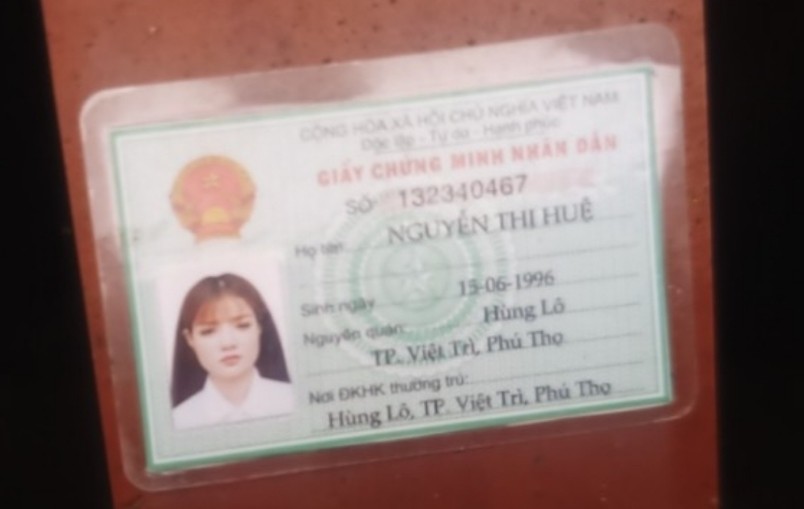 CỘNG HÒA XÃ HỘI CHỦ NGHĨA VIỆT NAM
Độc lập - Tự do - Hạnh phúc
GIẤY CHỨNG MINH NHÂN DÂN
SỐ 132340467
Họ tên NGUYỄN THỊ HUỆ
Sinh ngày 15-06-1996
Nguyên quán: Hùng Lô
TP. Việt Trì, Phú Thọ
Nơi ĐKHK thường trú:
Hùng Lô, TP. Việt Trì, Phú Thọ